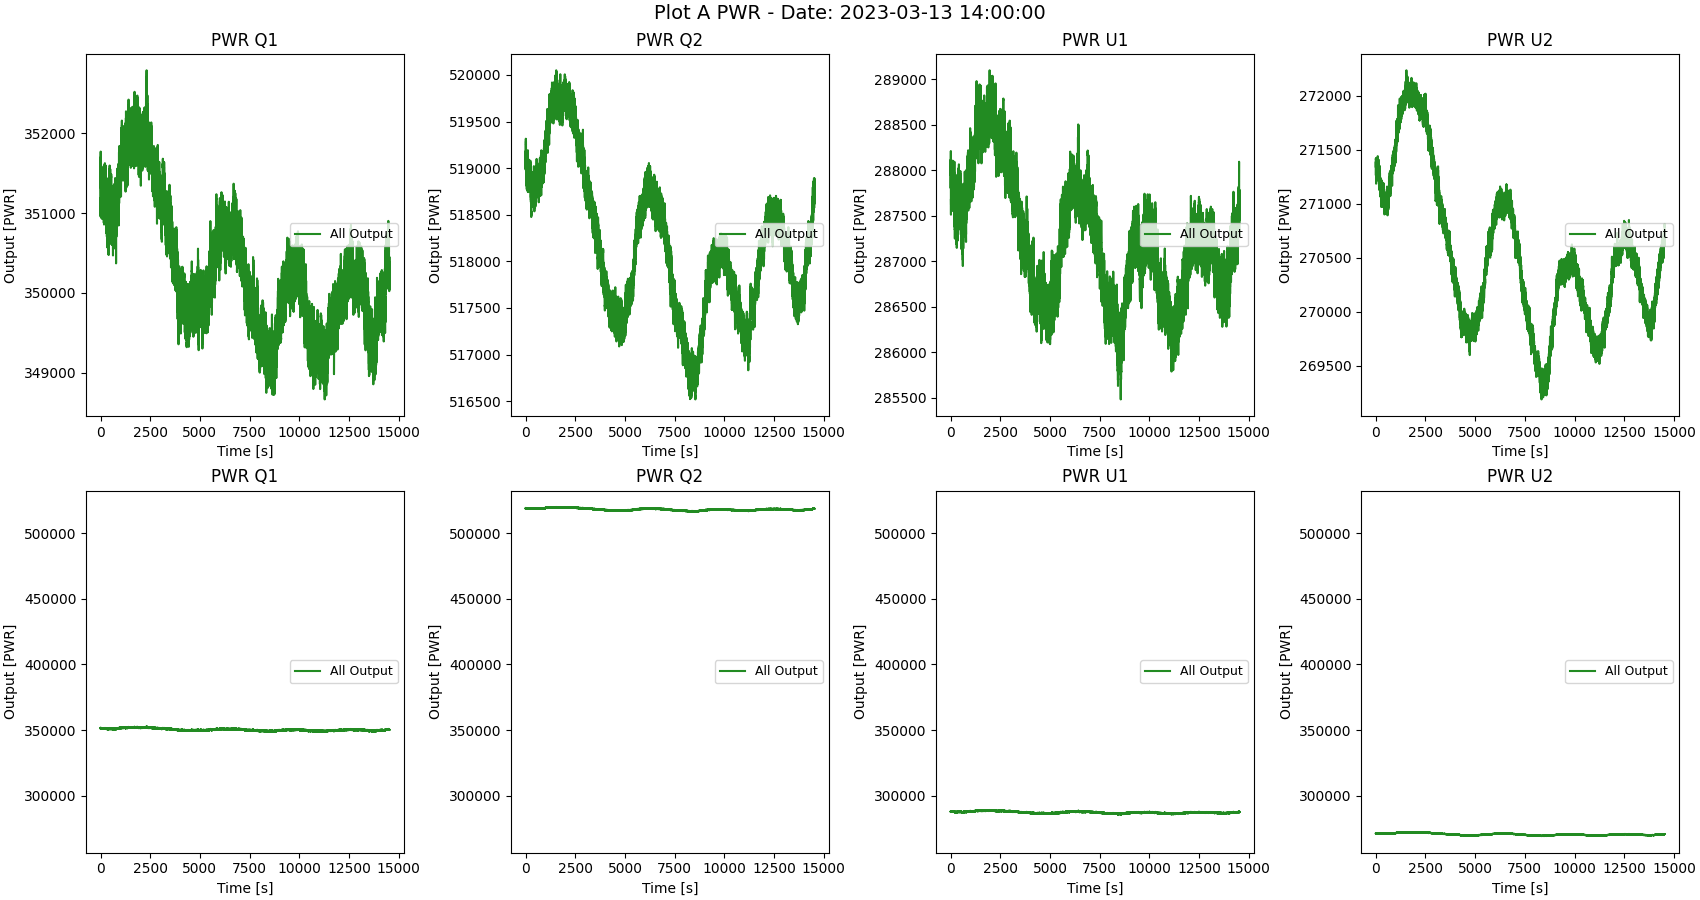 Plot A PWR - Date: 2023-03-13 14:00:00
PWR Q1
Output [PWR]
352000
351000
350000
349000
All Output
0 2500 5000 7500 10000 12500 15000
Time [s]
PWR Q2
Output [PWR]
520000
519500
519000
518500
518000
517500
517000
516500
All Output
0 2500 5000 7500 10000 12500 15000
Time [s]
PWR U1
Output [PWR]
289000
288500
288000
287500
287000
286500
286000
285500
All Output
0 2500 5000 7500 10000 12500 15000
Time [s]
PWR U2
Output [PWR]
272000
271500
271000
270500
270000
269500
All Output
0 2500 5000 7500 10000 12500 15000
Time [s]
PWR Q1
Output [PWR]
500000
450000
400000
350000
300000
All Output
0 2500 5000 7500 10000 12500 15000
Time [s]
PWR Q2
Output [PWR]
500000
450000
400000
350000
300000
All Output
0 2500 5000 7500 10000 12500 15000
Time [s]
PWR U1
Output [PWR]
500000
450000
400000
350000
300000
All Output
0 2500 5000 7500 10000 12500 15000
Time [s]
PWR U2
Output [PWR]
500000
450000
400000
350000
300000
All Output
0 2500 5000 7500 10000 12500 15000
Time [s]